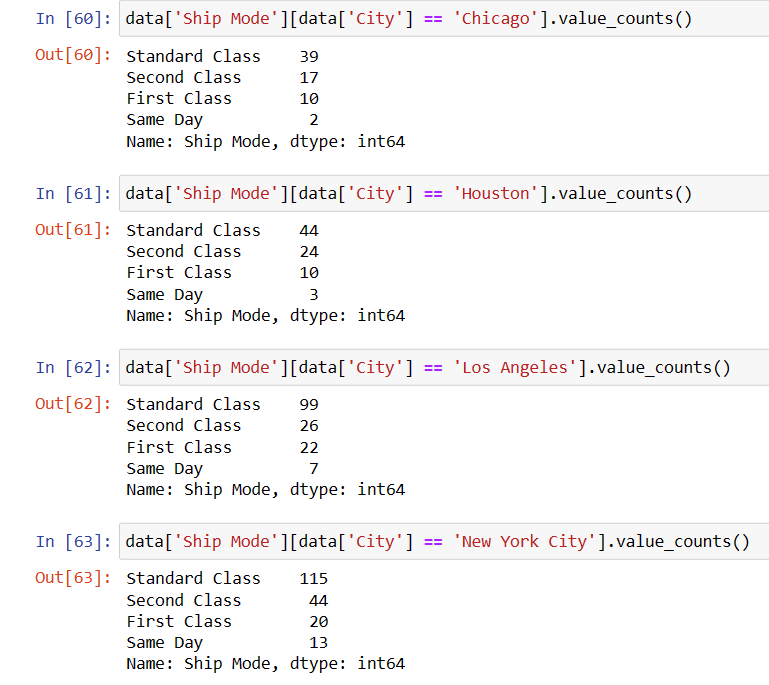 In [60]: data['Ship Mode'][data['City'] == 'Chicago'].value_counts()
Out[60]: Standard Class    39
Second Class      17
First Class       10
Same Day           2
Name: Ship Mode, dtype: int64
In [61]: data['Ship Mode'][data['City'] == 'Houston'].value_counts()
Out[61]: Standard Class    44
Second Class      24
First Class       10
Same Day           3
Name: Ship Mode, dtype: int64
In [62]: data['Ship Mode'][data['City'] == 'Los Angeles'].value_counts()
Out[62]: Standard Class    99
Second Class      26
First Class       22
Same Day           7
Name: Ship Mode, dtype: int64
In [63]: data['Ship Mode'][data['City'] == 'New York City'].value_counts()
Out[63]: Standard Class    115
Second Class       44
First Class        20
Same Day           13
Name: Ship Mode, dtype: int64